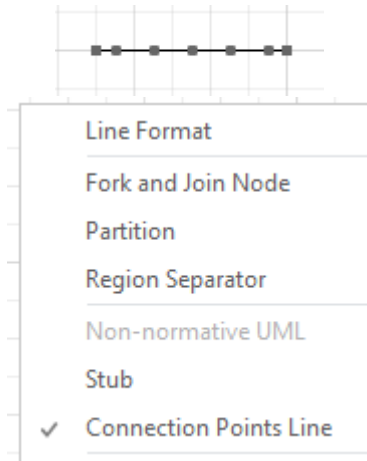 Line Format
Fork and Join Node
Partition
Region Separator
Non-normative UML
Stub
Connection Points Line